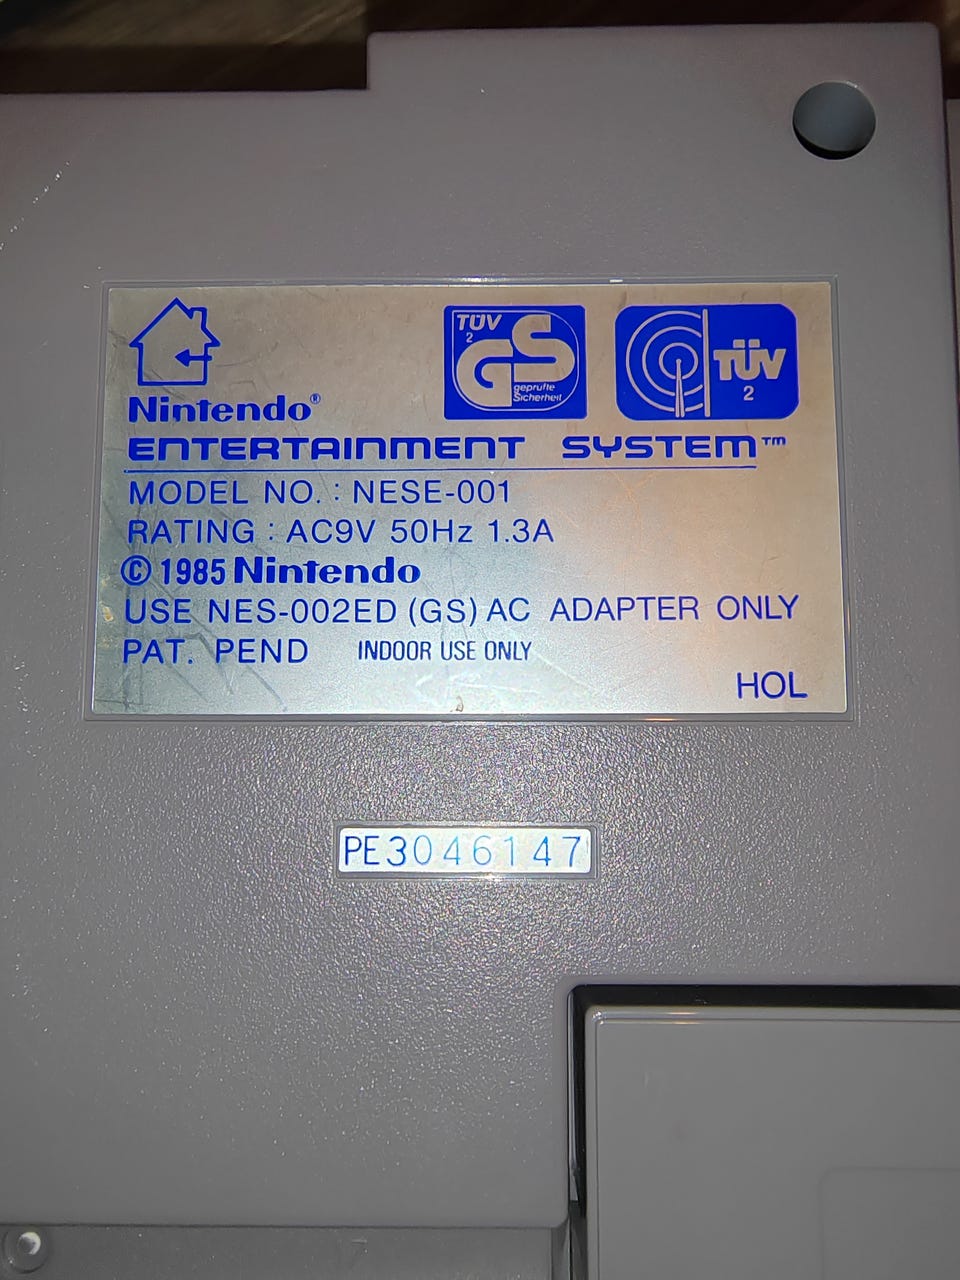 TÜV
2
GS
geprüfte
Sicherheit
TÜV
2
Nintendo®
ENTERTAINMENT SYSTEM™
MODEL NO. : NESE-001
RATING : AC9V 50Hz 1.3A
© 1985 Nintendo
USE NES-002ED (GS) AC ADAPTER ONLY
PAT. PEND INDOOR USE ONLY
HOL
PE3046147